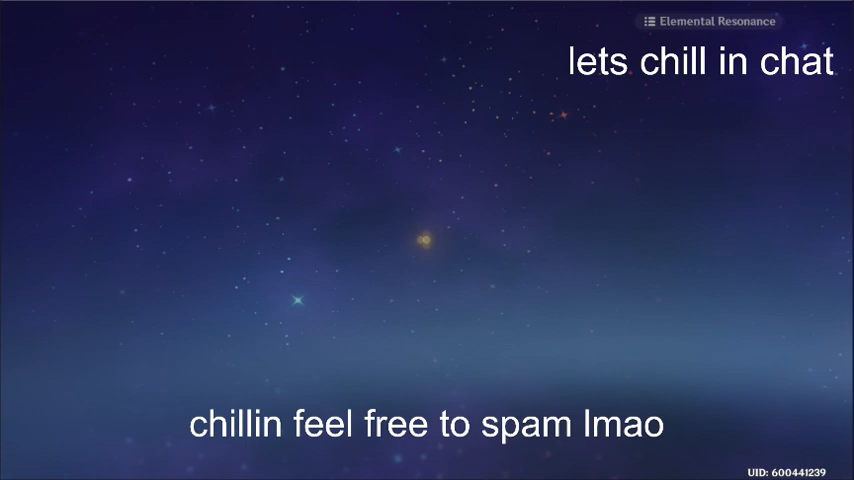 Elemental Resonance
lets chill in chat
chillin feel free to spam lmao
UID: 600441239